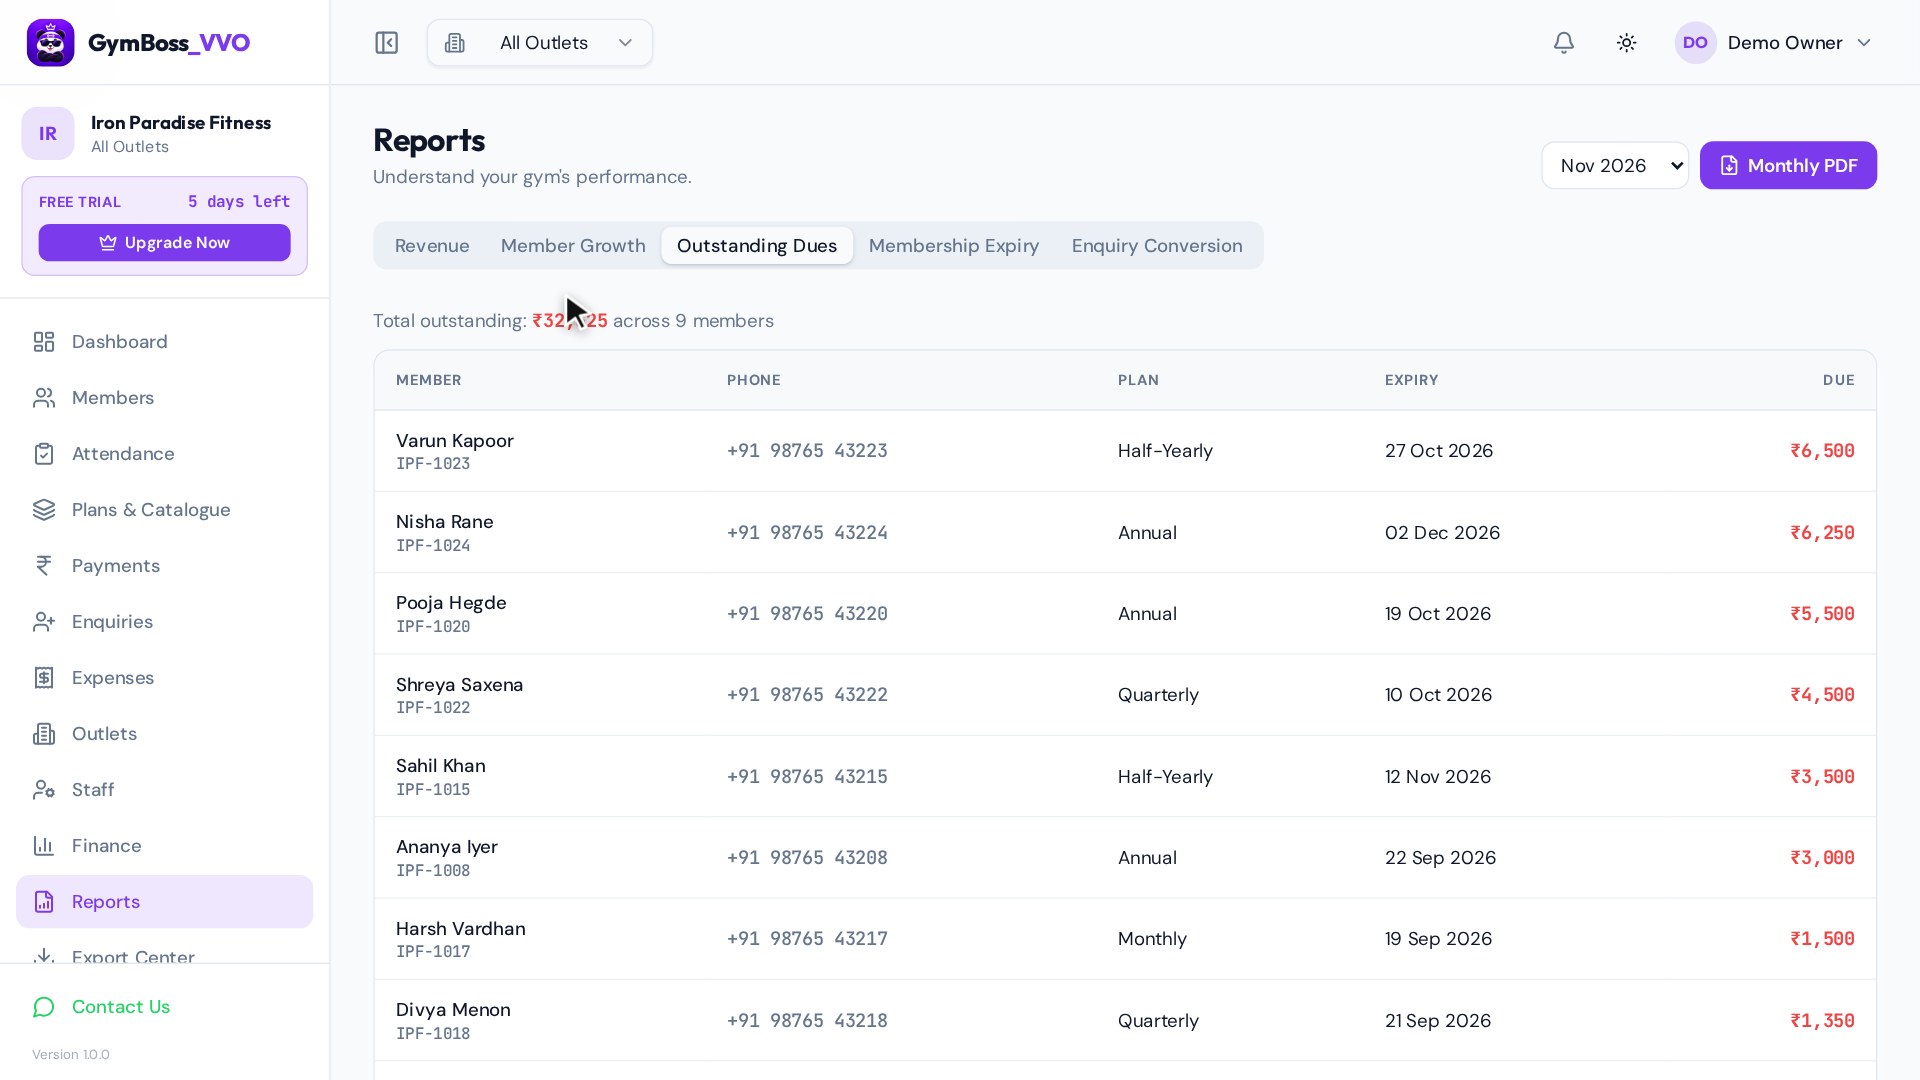 GymBoss_VVO
All Outlets
DO
Demo Owner
IR
Iron Paradise Fitness
All Outlets
FREE TRIAL
5 days left
Upgrade Now
Dashboard
Members
Attendance
Plans & Catalogue
Payments
Enquiries
Expenses
Outlets
Staff
Finance
Reports
Export Center
Contact Us
Version 1.0.0
Reports
Understand your gym's performance.
Nov 2026
Monthly PDF
Revenue
Member Growth
Outstanding Dues
Membership Expiry
Enquiry Conversion
Total outstanding: across 9 members
MEMBER PHONE PLAN EXPIRY DUE
Varun Kapoor
IPF-1023
+91 98765 43223
Half-Yearly
27 Oct 2026
₹6,500
Nisha Rane
IPF-1024
+91 98765 43224
Annual
02 Dec 2026
₹6,250
Pooja Hegde
IPF-1020
+91 98765 43220
Annual
19 Oct 2026
₹5,500
Shreya Saxena
IPF-1022
+91 98765 43222
Quarterly
10 Oct 2026
₹4,500
Sahil Khan
IPF-1015
+91 98765 43215
Half-Yearly
12 Nov 2026
₹3,500
Ananya Iyer
IPF-1008
+91 98765 43208
Annual
22 Sep 2026
₹3,000
Harsh Vardhan
IPF-1017
+91 98765 43217
Monthly
19 Sep 2026
₹1,500
Divya Menon
IPF-1018
+91 98765 43218
Quarterly
21 Sep 2026
₹1,350